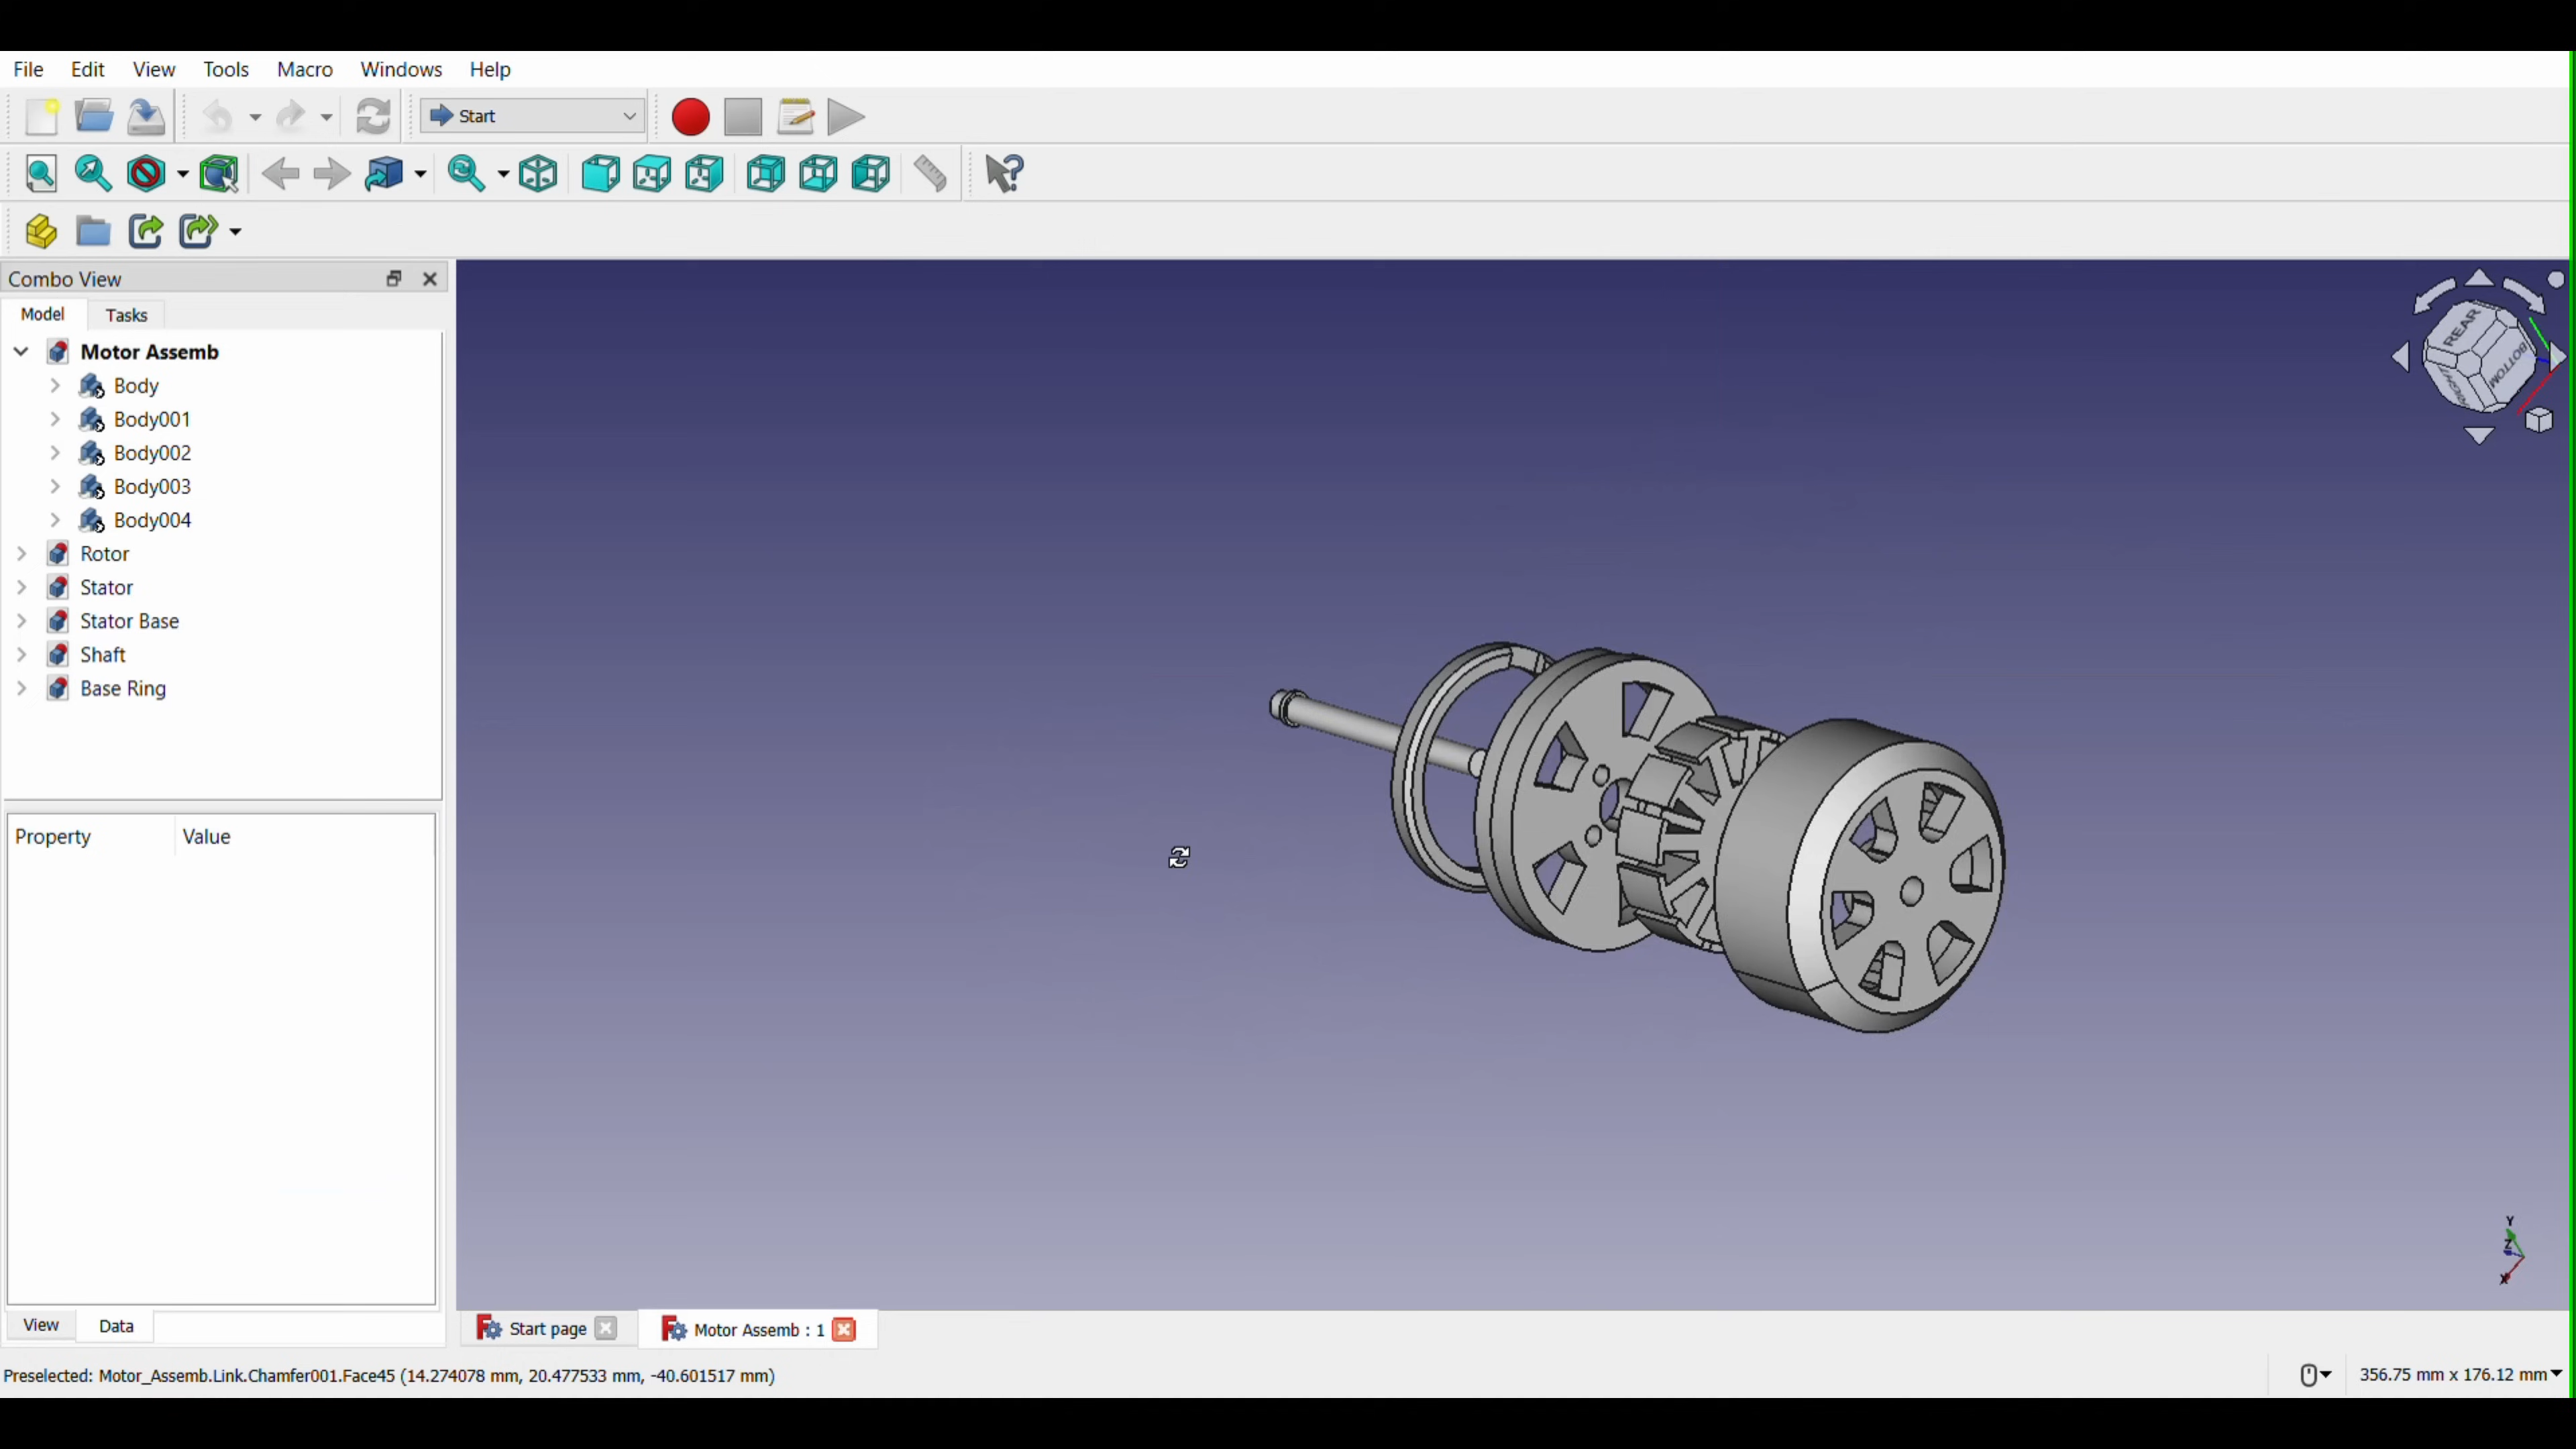 File Edit View Tools Macro Windows Help
Start
Combo View
Model Tasks
Motor Assemb
Body
Body001
Body002
Body003
Body004
Rotor
Stator
Stator Base
Shaft
Base Ring
Property Value
REAR
BOTTOM
RIGHT
Y
Z
X
View Data
Start page
Motor Assemb : 1
Preselected: Motor_Assemb.Link.Chamfer001.Face45 (14.274078 mm, 20.477533 mm, -40.601517 mm)
356.75 mm x 176.12 mm